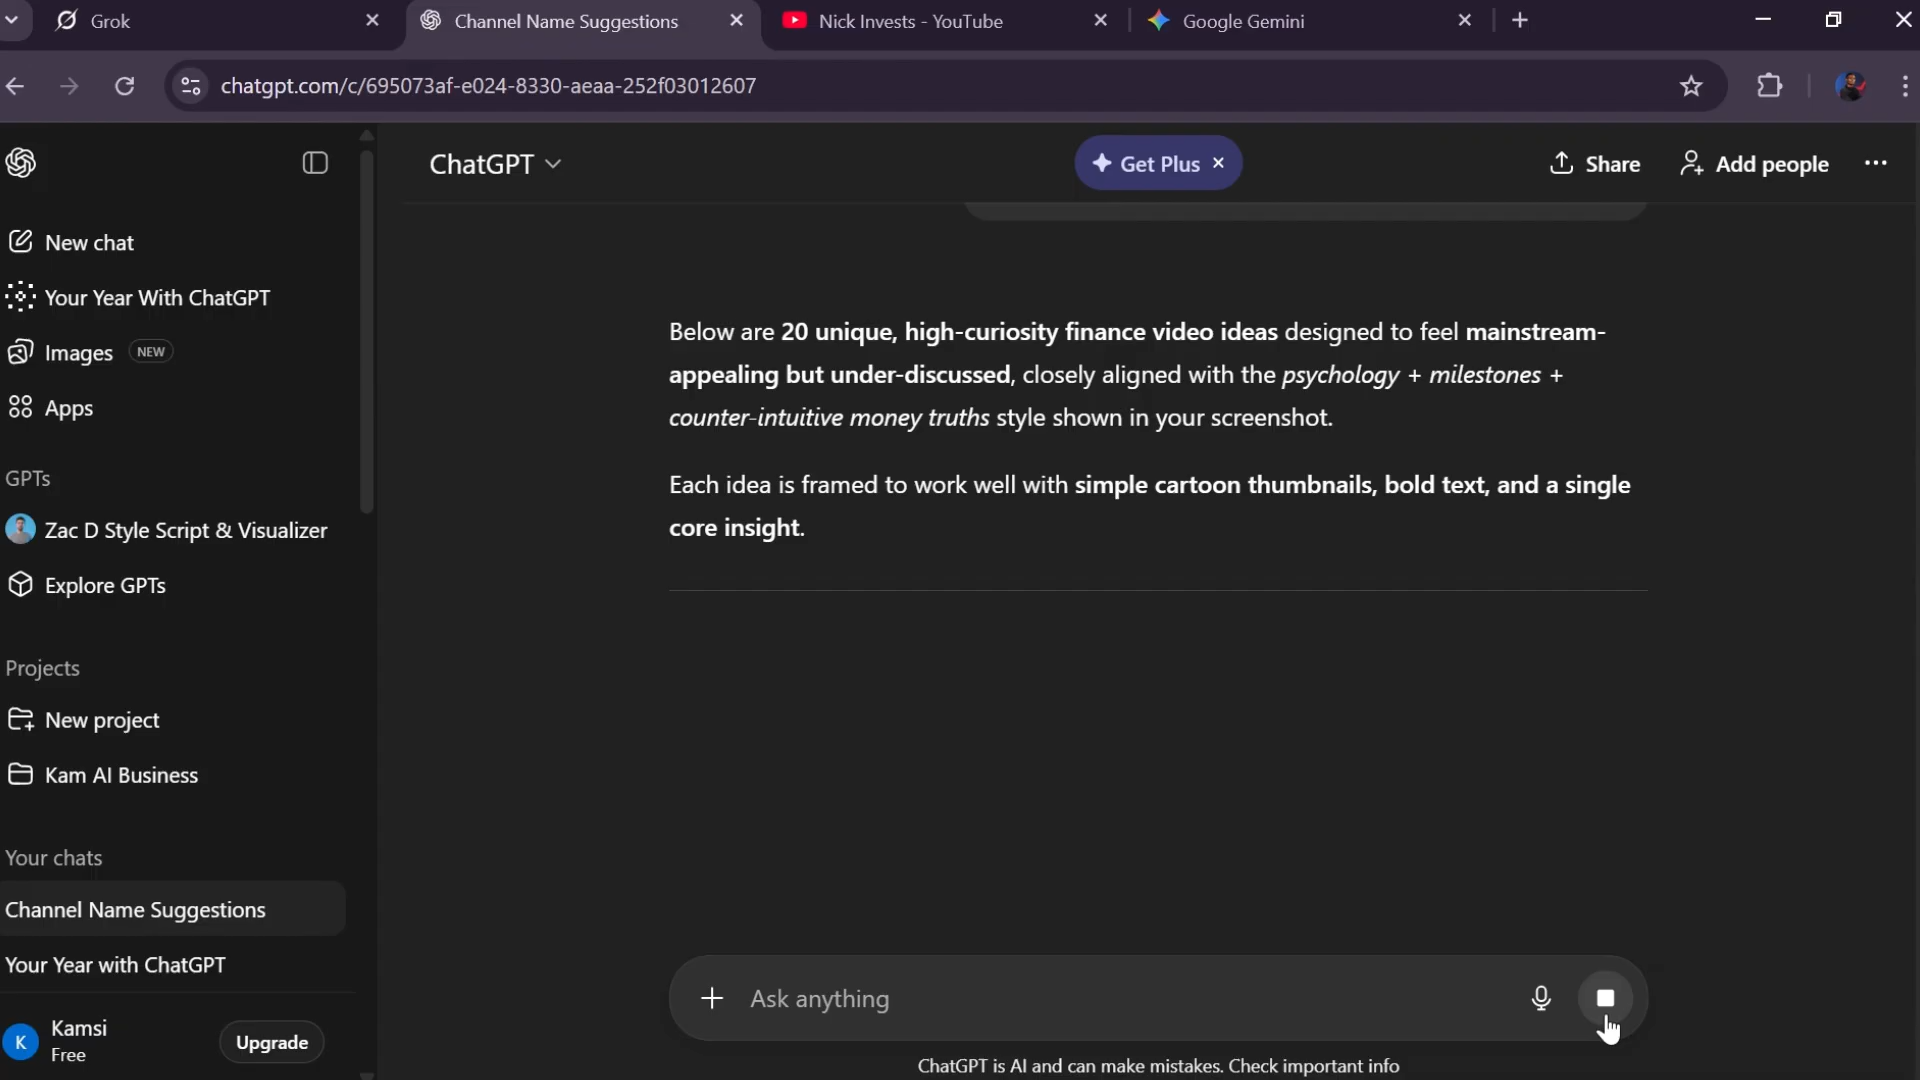 Grok
Channel Name Suggestions
Nick Invests - YouTube
Google Gemini
chatgpt.com/c/695073af-e024-8330-aeaa-252f03012607
ChatGPT
Get Plus
Share
Add people
New chat
Your Year With ChatGPT
Images NEW
Apps
GPTs
Zac D Style Script & Visualizer
Explore GPTs
Projects
New project
Kam AI Business
Your chats
Channel Name Suggestions
Your Year with ChatGPT
K
Kamsi
Free
Upgrade
Below are 20 unique, high-curiosity finance video ideas designed to feel mainstream-
appealing but under-discussed, closely aligned with the psychology + milestones +
counter-intuitive money truths style shown in your screenshot.
Each idea is framed to work well with simple cartoon thumbnails, bold text, and a single
core insight.
Ask anything
ChatGPT is AI and can make mistakes. Check important info